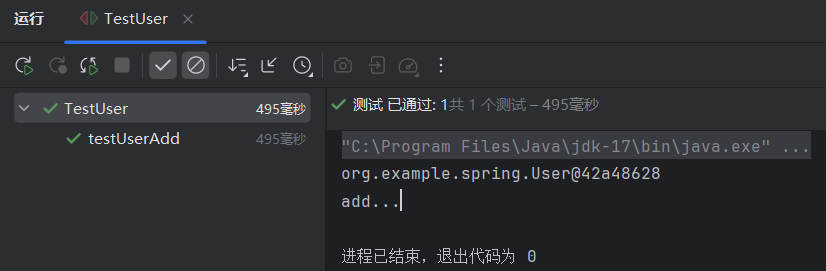 运行 TestUser
TestUser 495毫秒
testUserAdd 495毫秒
测试 已通过: 1共 1 个测试 – 495毫秒
"C:\Program Files\Java\jdk-17\bin\java.exe" ...
org.example.spring.User@42a48628
add...
进程已结束，退出代码为 0